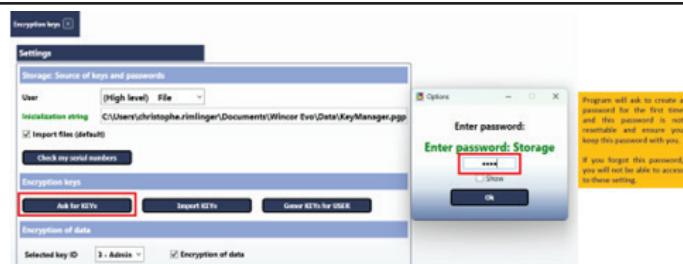 Encryption keys
Settings
Storage: Source of keys and passwords
User (High level) File
Inicialization string C:\Users\christophe.rimlinger\Documents\Wincor Evo\Data\KeyManager.pgp
Import files (default)
Check my serial numbers
Encryption keys
Ask for KEYs Import KEYs Gener KEYs for USER
Encryption of data
Selected key ID 3 - Admin Encryption of data
Options
Enter password:
Enter password: Storage
••••
Show
Ok
Program will ask to create a
password for the first time
and this password is not
resettable and ensure you
keep this password with you.
If you forgot this password,
you will not be able to access
to these setting.